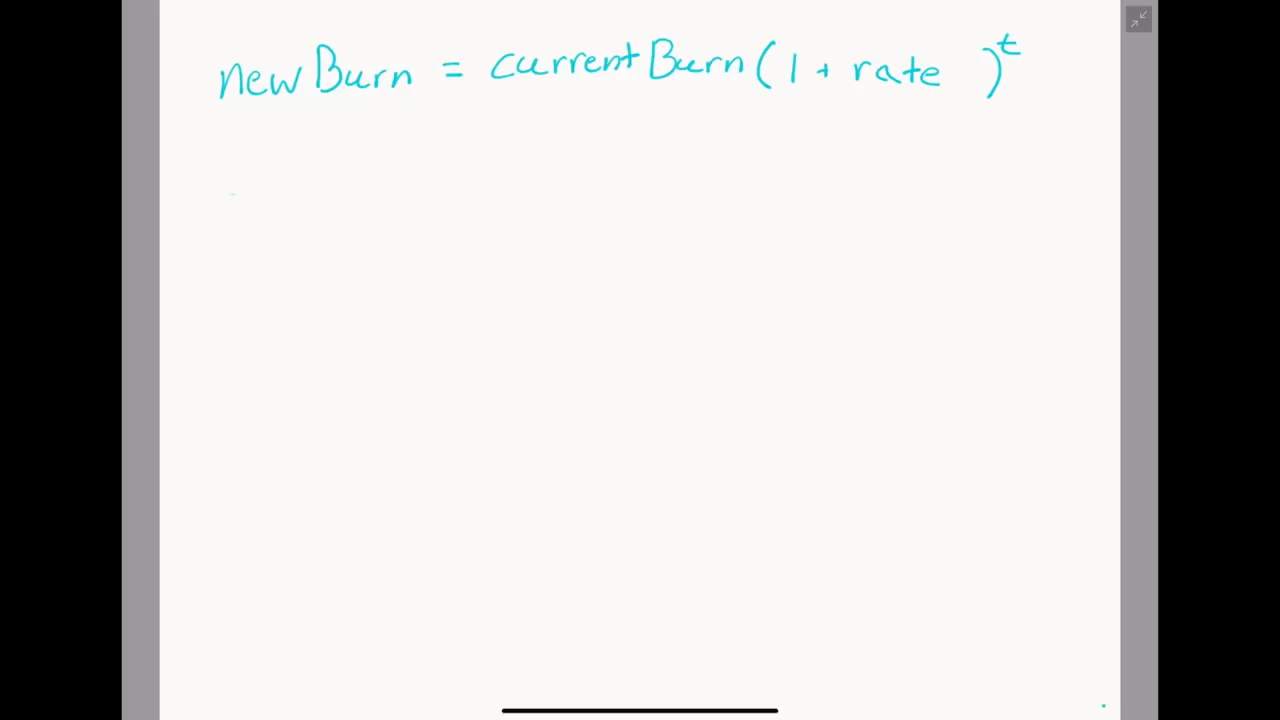 newBurn = currentBurn(1 + rate )^t